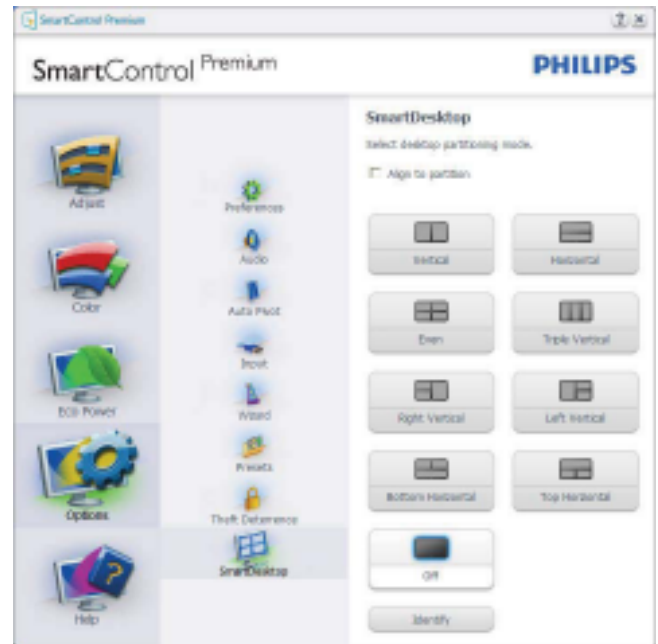 SmartControl Premium
SmartControl Premium
PHILIPS
Adjust
Color
Eco Power
Options
Help
Preferences
Audio
Auto Pivot
Input
Wizard
Presets
Theft Deterrence
SmartDesktop
SmartDesktop
Select desktop partitioning mode.
Align to partition
Vertical
Horizontal
Even
Triple Vertical
Right Vertical
Left Vertical
Bottom Horizontal
Top Horizontal
Off
Identify